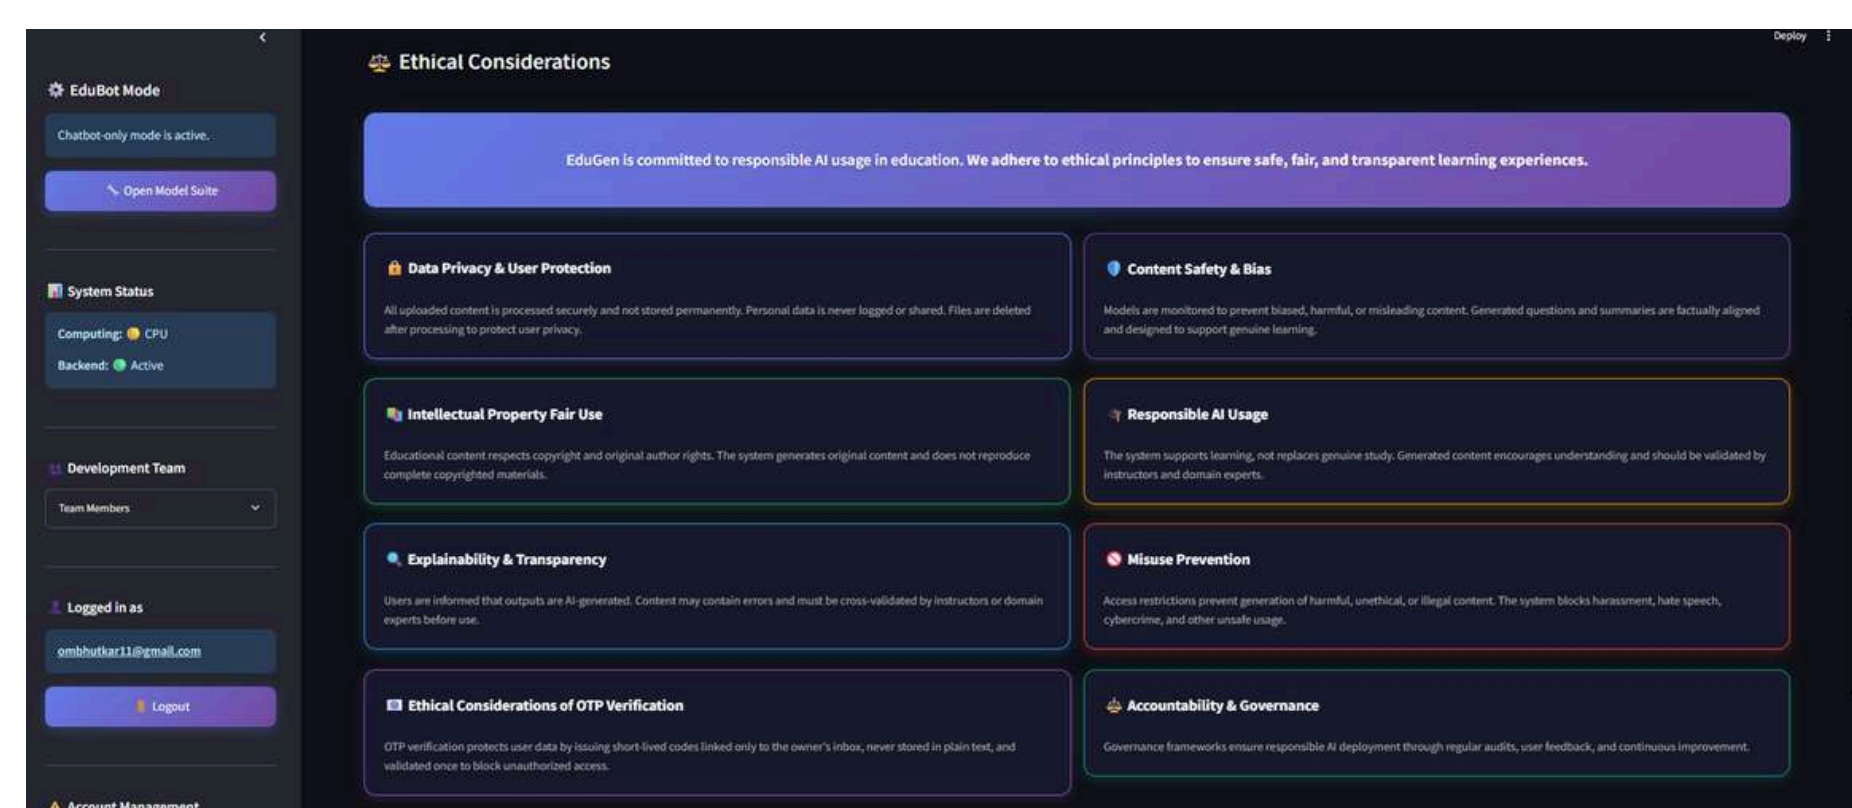 Deploy
EduBot Mode
Chatbot-only mode is active.
Open Model Suite
System Status
Computing: CPU
Backend: Active
Development Team
Team Members
Logged in as
ombhutkar11@gmail.com
Logout
Account Management
Ethical Considerations
EduGen is committed to responsible AI usage in education. We adhere to ethical principles to ensure safe, fair, and transparent learning experiences.
Data Privacy & User Protection
All uploaded content is processed securely and not stored permanently. Personal data is never logged or shared. Files are deleted
after processing to protect user privacy.
Content Safety & Bias
Models are monitored to prevent biased, harmful, or misleading content. Generated questions and summaries are factually aligned
and designed to support genuine learning.
Intellectual Property Fair Use
Educational content respects copyright and original author rights. The system generates original content and does not reproduce
complete copyrighted materials.
Responsible AI Usage
The system supports learning, not replaces genuine study. Generated content encourages understanding and should be validated by
instructors and domain experts.
Explainability & Transparency
Users are informed that outputs are AI-generated. Content may contain errors and must be cross-validated by instructors or domain
experts before use.
Misuse Prevention
Access restrictions prevent generation of harmful, unethical, or illegal content. The system blocks harassment, hate speech,
cybercrime, and other unsafe usage.
Ethical Considerations of OTP Verification
OTP verification protects user data by issuing short-lived codes linked only to the owner's inbox, never stored in plain text, and
validated once to block unauthorized access.
Accountability & Governance
Governance frameworks ensure responsible AI deployment through regular audits, user feedback, and continuous improvement.